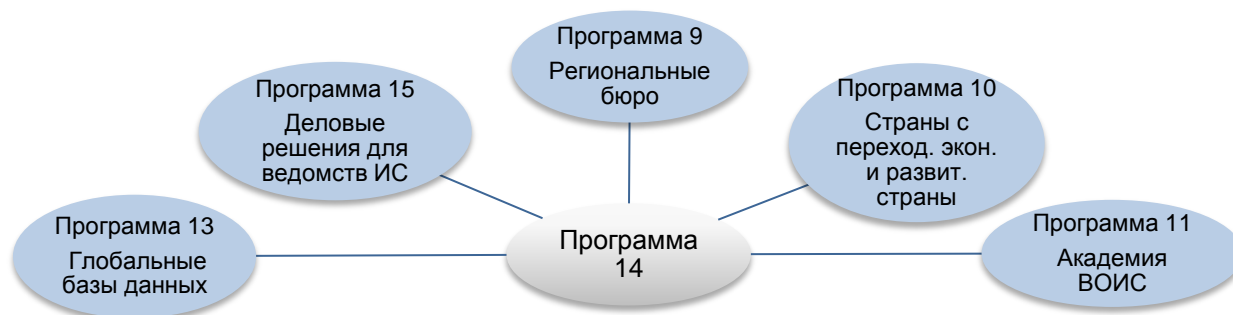 Программа 9
Региональные
бюро
Программа 15
Деловые
решения для
ведомств ИС
Программа 10
Страны с
переход. экон.
и развит.
страны
Программа 13
Глобальные
базы данных
Программа
14
Программа 11
Академия
ВОИС